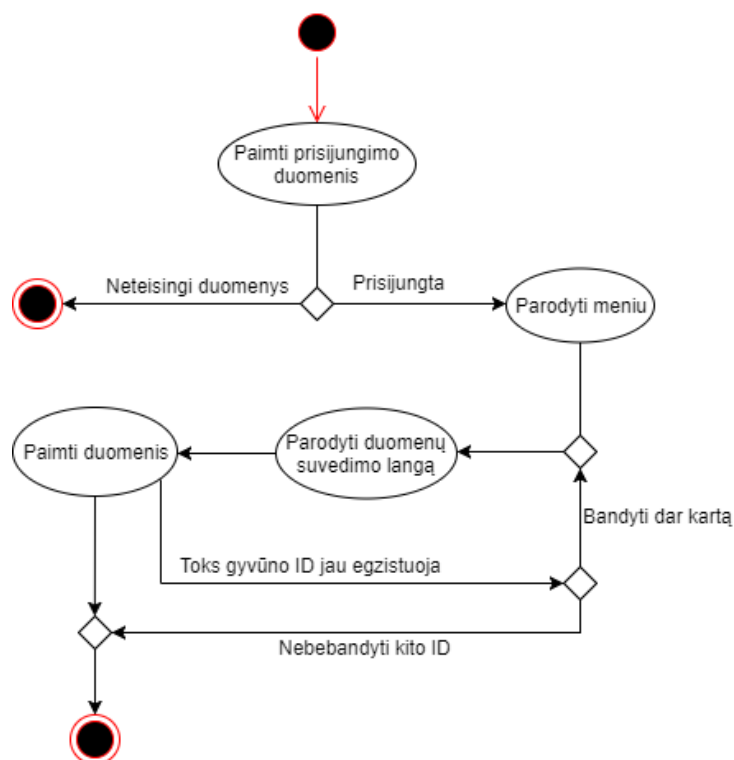 Paimti prisijungimo
duomenis
Neteisingi duomenys
Prisijungta
Parodyti meniu
Paimti duomenis
Parodyti duomenų
suvedimo langą
Bandyti dar kartą
Toks gyvūno ID jau egzistuoja
Nebebandyti kito ID